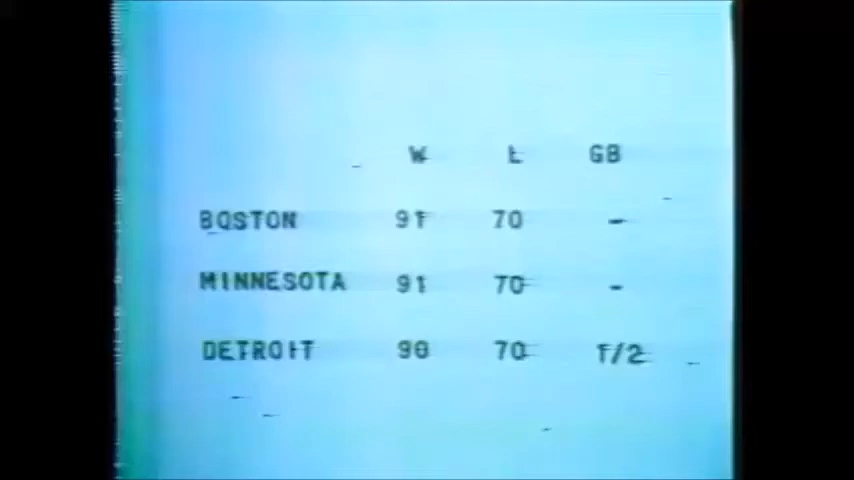 W L GB
BOSTON 91 70 -
MINNESOTA 91 70 -
DETROIT 90 70 1/2